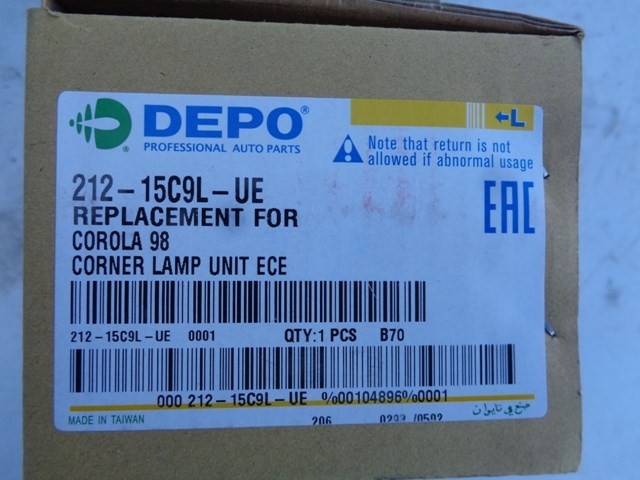 DEPO®
PROFESSIONAL AUTO PARTS
←L
Note that return is not
allowed if abnormal usage
212-15C9L-UE
REPLACEMENT FOR
COROLA 98
CORNER LAMP UNIT ECE
EAC
212-15C9L-UE 0001 QTY:1 PCS B70
000 212-15C9L-UE %00104896%0001
MADE IN TAIWAN
206